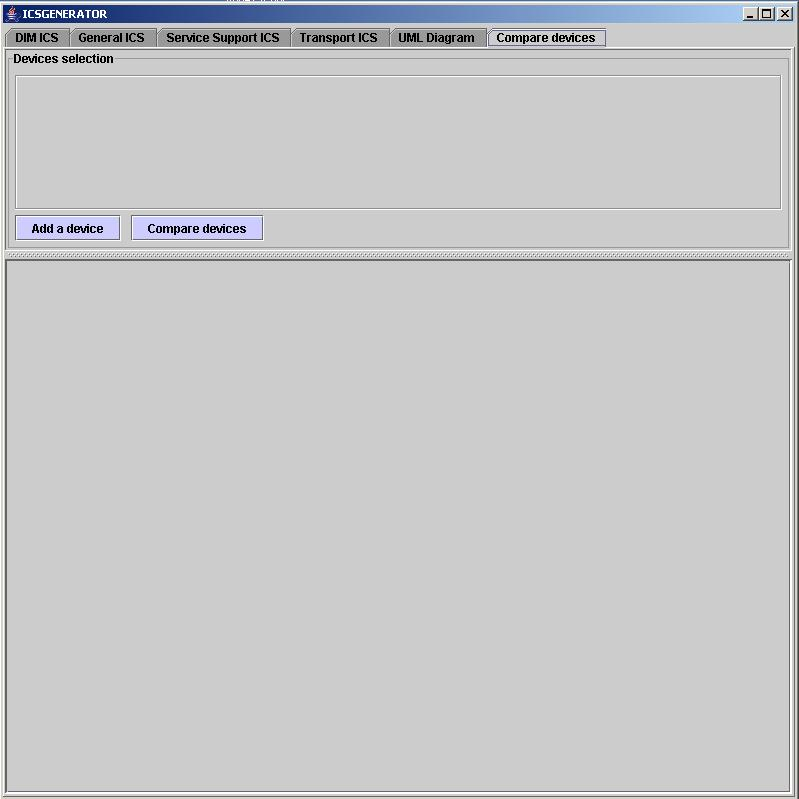 ICSGENERATOR
DIM ICS General ICS Service Support ICS Transport ICS UML Diagram Compare devices
Devices selection
Add a device Compare devices